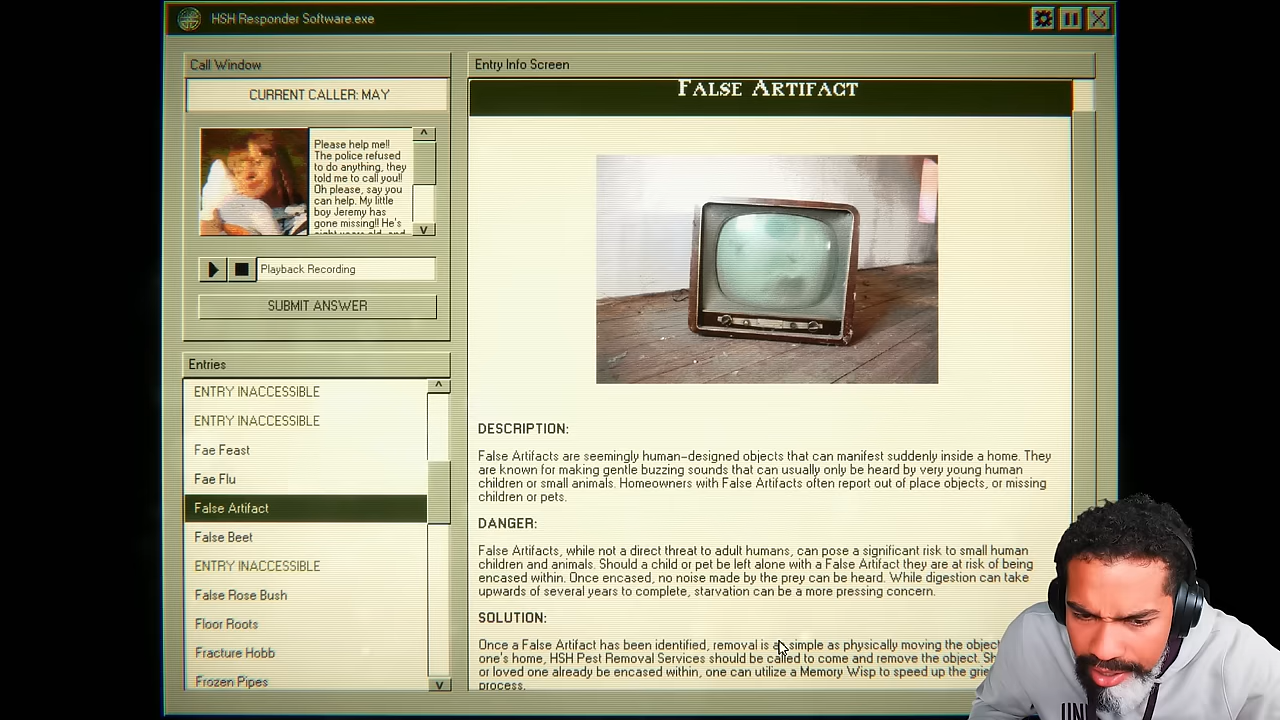 HSH Responder Software.exe
Call Window
CURRENT CALLER: MAY
Please help me!!
The police refused
to do anything, they
told me to call you!!
Oh please, say you
can help. My little
boy Jeremy has
gone missing!! He's
eight years old, and
Playback Recording
SUBMIT ANSWER
Entries
ENTRY INACCESSIBLE
ENTRY INACCESSIBLE
Fae Feast
Fae Flu
False Artifact
False Beet
ENTRY INACCESSIBLE
False Rose Bush
Floor Roots
Fracture Hobb
Frozen Pipes
Entry Info Screen
False Artifact
DESCRIPTION:
False Artifacts are seemingly human-designed objects that can manifest suddenly inside a home. They
are known for making gentle buzzing sounds that can usually only be heard by very young human
children or small animals. Homeowners with False Artifacts often report out of place objects, or missing
children or pets.
DANGER:
False Artifacts, while not a direct threat to adult humans, can pose a significant risk to small human
children and animals. Should a child or pet be left alone with a False Artifact they are at risk of being
encased within. Once encased, no noise made by the prey can be heard. While digestion can take
upwards of several years to complete, starvation can be a more pressing concern.
SOLUTION:
Once a False Artifact has been identified, removal is as simple as physically moving the object
one's home, HSH Pest Removal Services should be called to come and remove the object.
or loved one already be encased within, one can utilize a Memory Wisp to speed up the
process.